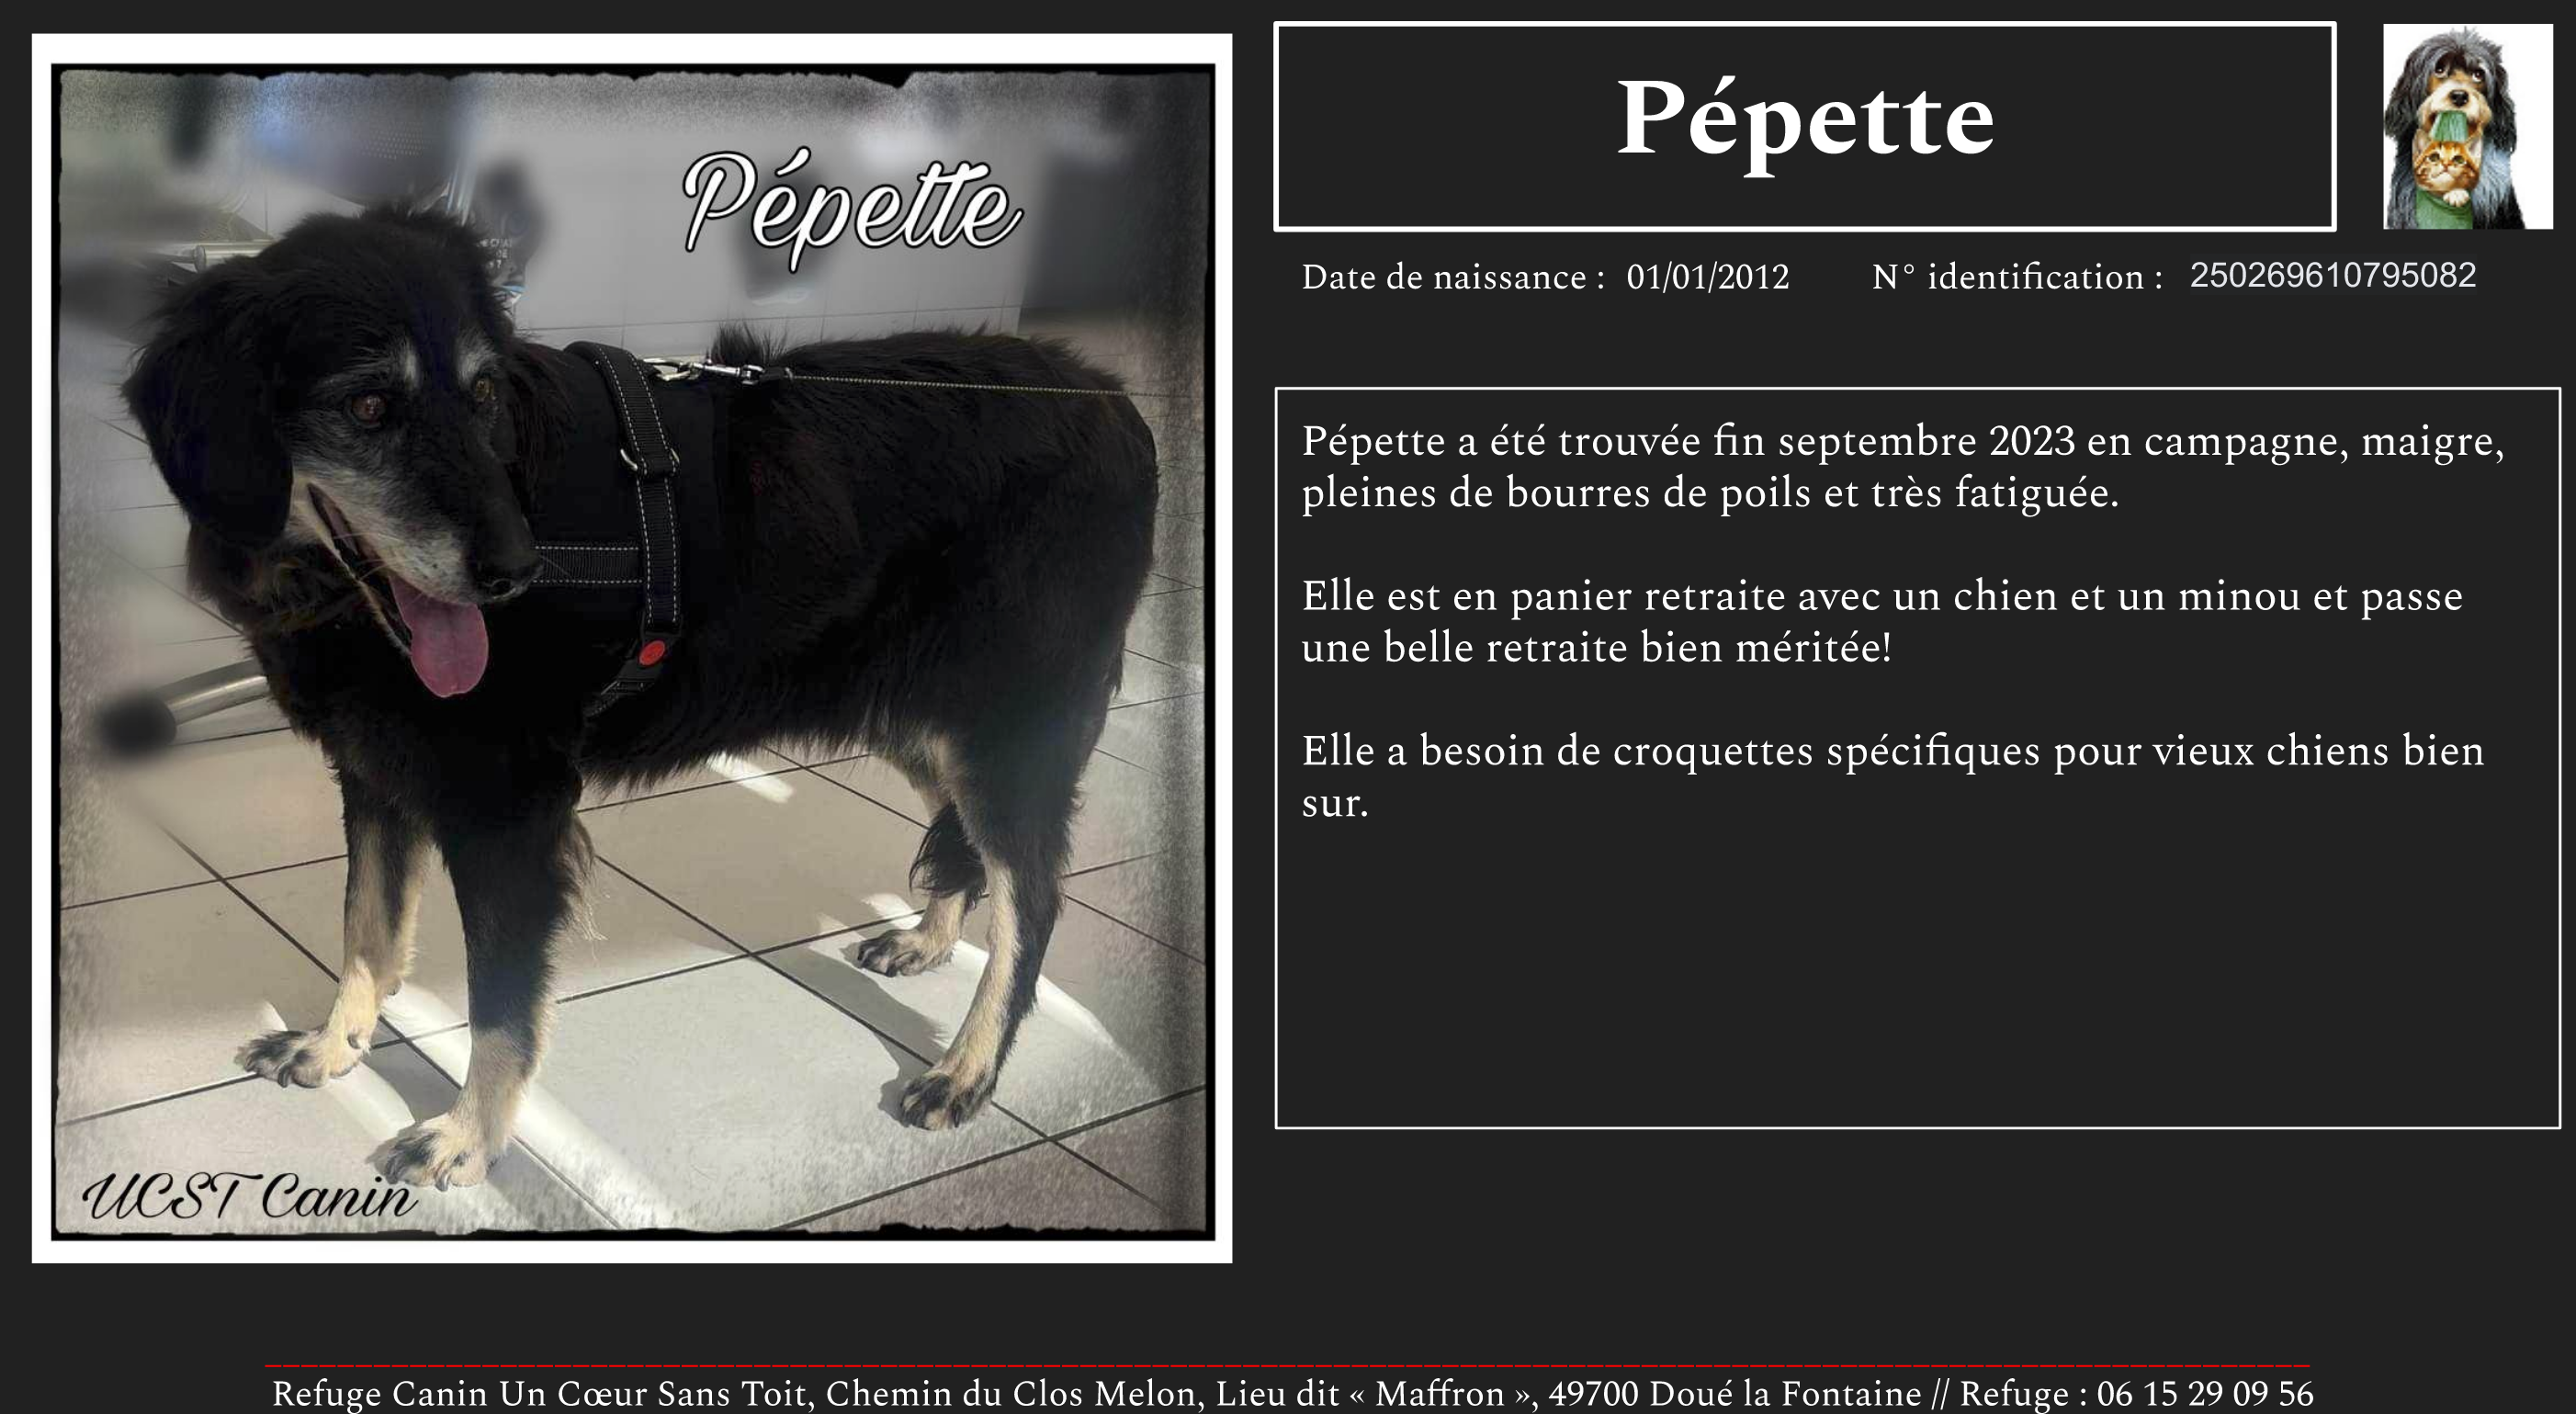 Pépette
Pépette
Date de naissance : 01/01/2012 N° identification : 250269610795082
Pépette a été trouvée fin septembre 2023 en campagne, maigre,
pleines de bourres de poils et très fatiguée.
Elle est en panier retraite avec un chien et un minou et passe
une belle retraite bien méritée!
Elle a besoin de croquettes spécifiques pour vieux chiens bien
sur.
UCST Canin
Refuge Canin Un Cœur Sans Toit, Chemin du Clos Melon, Lieu dit « Maffron », 49700 Doué la Fontaine // Refuge : 06 15 29 09 56